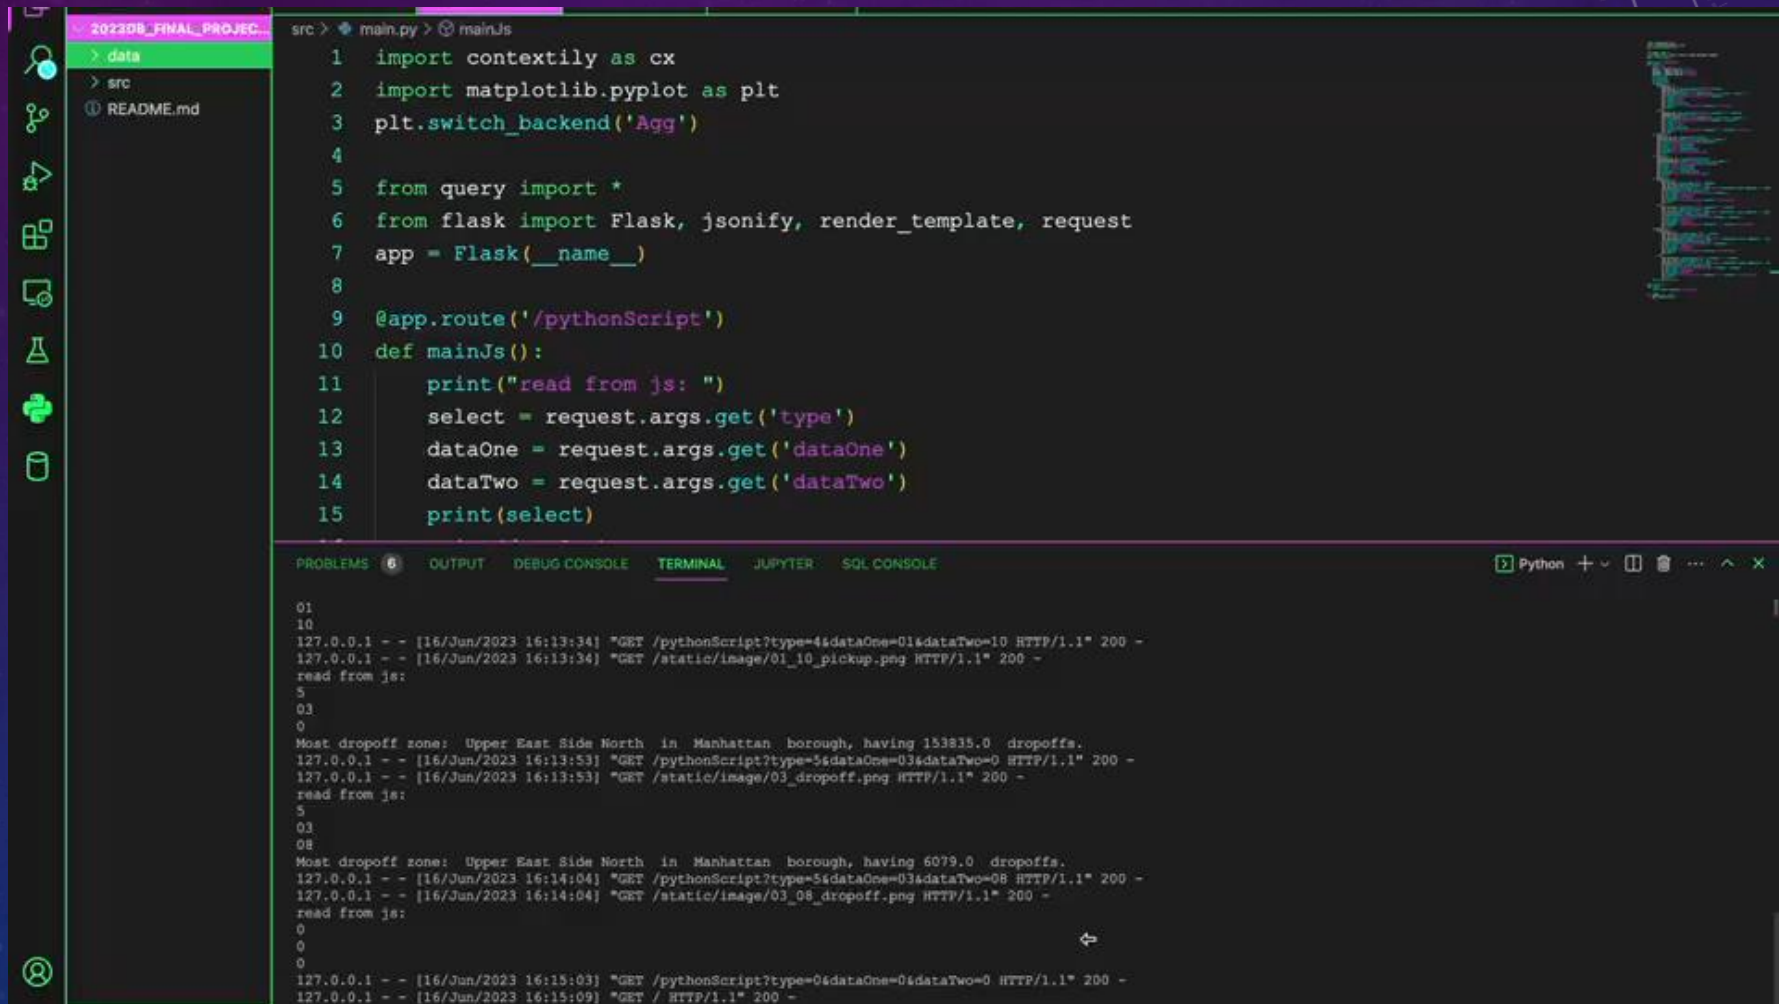 2023DB_FINAL_PROJEC...
> data
> src
README.md
src > main.py > mainJs
1 import contextily as cx
2 import matplotlib.pyplot as plt
3 plt.switch_backend('Agg')
4
5 from query import *
6 from flask import Flask, jsonify, render_template, request
7 app = Flask(__name__)
8
9 @app.route('/pythonScript')
10 def mainJs():
11 print("read from js: ")
12 select = request.args.get('type')
13 dataOne = request.args.get('dataOne')
14 dataTwo = request.args.get('dataTwo')
15 print(select)
PROBLEMS 6 OUTPUT DEBUG CONSOLE TERMINAL JUPYTER SQL CONSOLE Python
01
10
127.0.0.1 - - [16/Jun/2023 16:13:34] "GET /pythonScript?type=4&dataOne=01&dataTwo=10 HTTP/1.1" 200 -
127.0.0.1 - - [16/Jun/2023 16:13:34] "GET /static/image/01_10_pickup.png HTTP/1.1" 200 -
read from js:
5
03
0
Most dropoff zone: Upper East Side North in Manhattan borough, having 153835.0 dropoffs.
127.0.0.1 - - [16/Jun/2023 16:13:53] "GET /pythonScript?type=5&dataOne=03&dataTwo=0 HTTP/1.1" 200 -
127.0.0.1 - - [16/Jun/2023 16:13:53] "GET /static/image/03_dropoff.png HTTP/1.1" 200 -
read from js:
5
03
08
Most dropoff zone: Upper East Side North in Manhattan borough, having 6079.0 dropoffs.
127.0.0.1 - - [16/Jun/2023 16:14:04] "GET /pythonScript?type=5&dataOne=03&dataTwo=08 HTTP/1.1" 200 -
127.0.0.1 - - [16/Jun/2023 16:14:04] "GET /static/image/03_08_dropoff.png HTTP/1.1" 200 -
read from js:
0
0
0
127.0.0.1 - - [16/Jun/2023 16:15:03] "GET /pythonScript?type=0&dataOne=0&dataTwo=0 HTTP/1.1" 200 -
127.0.0.1 - - [16/Jun/2023 16:15:09] "GET / HTTP/1.1" 200 -